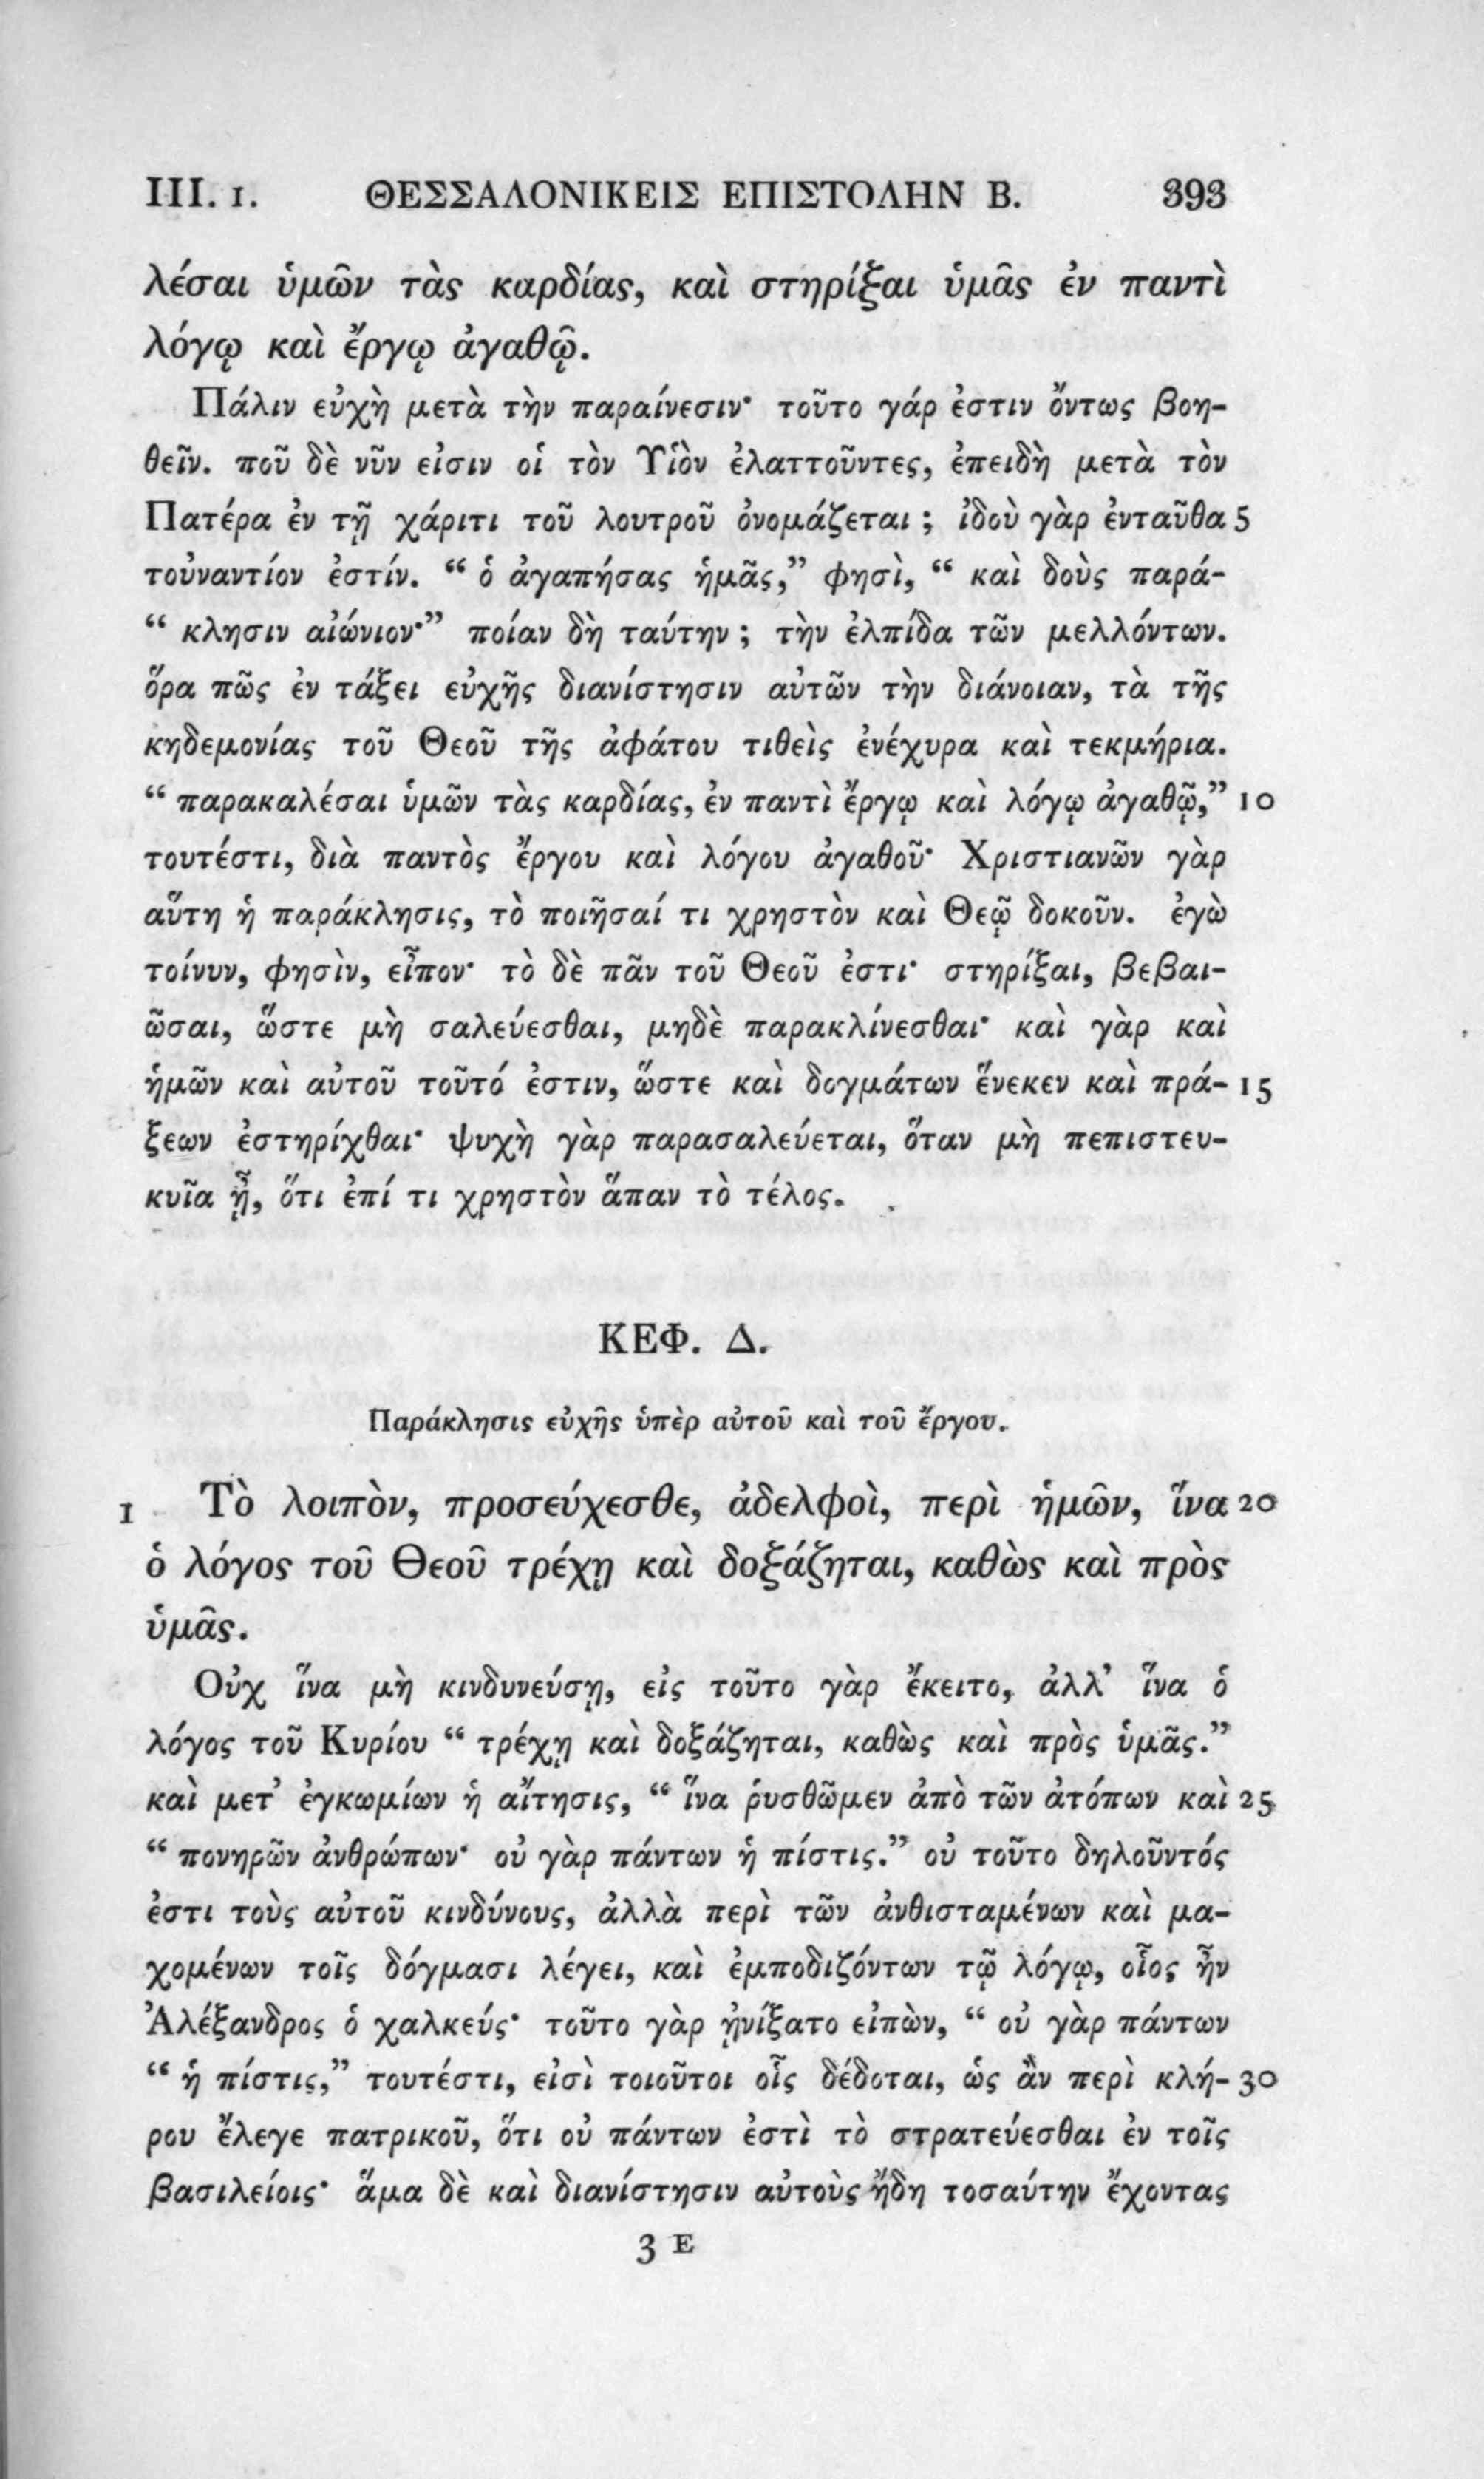 III. 1. ΘΕΣΣΑΛΟΝΙΚΕΙΣ ΕΠΙΣΤΟΛΗΝ Β. 393
λέσαι ὑμῶν τὰς καρδίας, καὶ στηρίξαι ὑμᾶς ἐν παντὶ
λόγῳ καὶ ἔργῳ ἀγαθῷ.
Πάλιν εὐχὴ μετὰ τὴν παραίνεσιν· τοῦτο γάρ ἐστιν ὄντως βοη-
θεῖν. ποῦ δὲ νῦν εἰσιν οἱ τὸν Υἱὸν ἐλαττοῦντες, ἐπειδὴ μετὰ τὸν
Πατέρα ἐν τῇ χάριτι τοῦ λουτροῦ ὀνομάζεται ; ἰδοὺ γὰρ ἐνταῦθα 5
τοὐναντίον ἐστίν. “ ὁ ἀγαπήσας ἡμᾶς,” φησὶ, “ καὶ δοὺς παρά-
“ κλησιν αἰώνιον·” ποίαν δὴ ταύτην ; τὴν ἐλπίδα τῶν μελλόντων.
ὅρα πῶς ἐν τάξει εὐχῆς διανίστησιν αὐτῶν τὴν διάνοιαν, τὰ τῆς
κηδεμονίας τοῦ Θεοῦ τῆς ἀφάτου τιθεὶς ἐνέχυρα καὶ τεκμήρια.
“ παρακαλέσαι ὑμῶν τὰς καρδίας, ἐν παντὶ ἔργῳ καὶ λόγῳ ἀγαθῷ,” 10
τουτέστι, διὰ παντὸς ἔργου καὶ λόγου ἀγαθοῦ· Χριστιανῶν γὰρ
αὕτη ἡ παράκλησις, τὸ ποιῆσαί τι χρηστὸν καὶ Θεῷ δοκοῦν. ἐγὼ
τοίνυν, φησὶν, εἶπον· τὸ δὲ πᾶν τοῦ Θεοῦ ἐστι· στηρίξαι, βεβαι-
ῶσαι, ὥστε μὴ σαλεύεσθαι, μηδὲ παρακλίνεσθαι· καὶ γὰρ καὶ
ἡμῶν καὶ αὐτοῦ τοῦτό ἐστιν, ὥστε καὶ δογμάτων ἕνεκεν καὶ πρά- 15
ξεων ἐστηρίχθαι· ψυχὴ γὰρ παρασαλεύεται, ὅταν μὴ πεπιστευ-
κυῖα ᾖ, ὅτι ἐπί τι χρηστὸν ἅπαν τὸ τέλος.
ΚΕΦ. Δ.
Παράκλησις εὐχῆς ὑπὲρ αὐτοῦ καὶ τοῦ ἔργου.
1 Τὸ λοιπὸν, προσεύχεσθε, ἀδελφοὶ, περὶ ἡμῶν, ἵνα 20
ὁ λόγος τοῦ Θεοῦ τρέχῃ καὶ δοξάζηται, καθὼς καὶ πρὸς
ὑμᾶς.
Οὐχ ἵνα μὴ κινδυνεύσῃ, εἰς τοῦτο γὰρ ἔκειτο, ἀλλ’ ἵνα ὁ
λόγος τοῦ Κυρίου “ τρέχῃ καὶ δοξάζηται, καθὼς καὶ πρὸς ὑμᾶς.”
καὶ μετ’ ἐγκωμίων ἡ αἴτησις, “ ἵνα ῥυσθῶμεν ἀπὸ τῶν ἀτόπων καὶ 25
“ πονηρῶν ἀνθρώπων· οὐ γὰρ πάντων ἡ πίστις.” οὐ τοῦτο δηλοῦντός
ἐστι τοὺς αὐτοῦ κινδύνους, ἀλλὰ περὶ τῶν ἀνθισταμένων καὶ μα-
χομένων τοῖς δόγμασι λέγει, καὶ ἐμποδιζόντων τῷ λόγῳ, οἷος ἦν
Ἀλέξανδρος ὁ χαλκεύς· τοῦτο γὰρ ᾐνίξατο εἰπὼν, “ οὐ γὰρ πάντων
“ ἡ πίστις,” τουτέστι, εἰσὶ τοιοῦτοι οἷς δέδοται, ὡς ἂν περὶ κλή- 30
ρου ἔλεγε πατρικοῦ, ὅτι οὐ πάντων ἐστὶ τὸ στρατεύεσθαι ἐν τοῖς
βασιλείοις· ἅμα δὲ καὶ διανίστησιν αὐτοὺς ἤδη τοσαύτην ἔχοντας
3 E